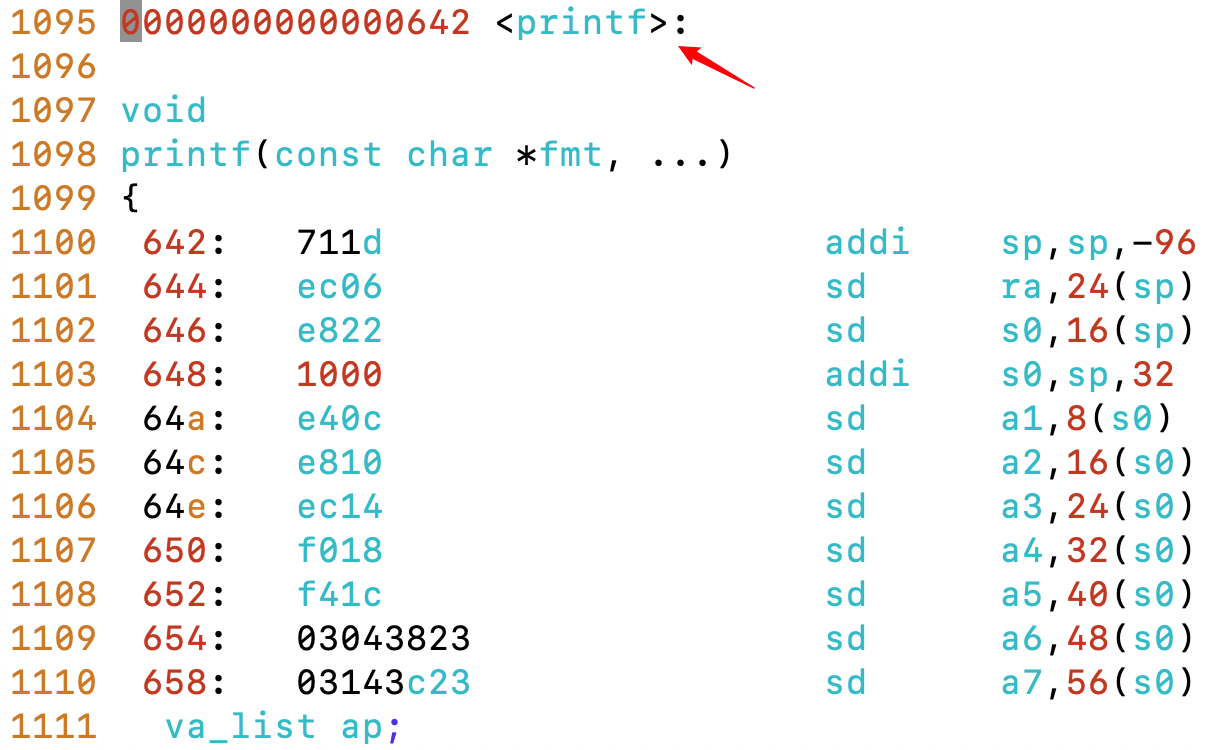 1095 0000000000000642 <printf>:
1096
1097 void
1098 printf(const char *fmt, ...)
1099 {
1100  642:   711d                    addi    sp,sp,-96
1101  644:   ec06                    sd      ra,24(sp)
1102  646:   e822                    sd      s0,16(sp)
1103  648:   1000                    addi    s0,sp,32
1104  64a:   e40c                    sd      a1,8(s0)
1105  64c:   e810                    sd      a2,16(s0)
1106  64e:   ec14                    sd      a3,24(s0)
1107  650:   f018                    sd      a4,32(s0)
1108  652:   f41c                    sd      a5,40(s0)
1109  654:   03043823                sd      a6,48(s0)
1110  658:   03143c23                sd      a7,56(s0)
1111   va_list ap;